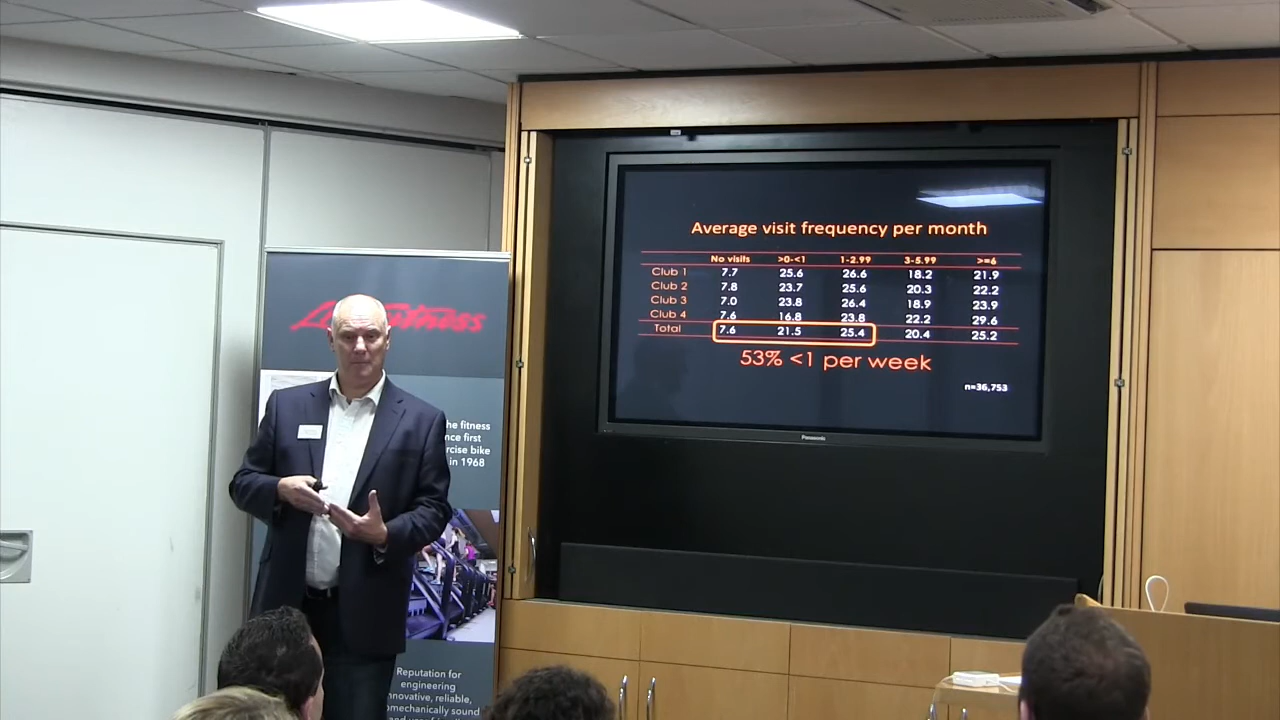 Average visit frequency per month
No visits >0-<1 1-2.99 3-5.99 >=6
Club 1 7.7 25.6 26.6 18.2 21.9
Club 2 7.8 23.7 25.6 20.3 22.2
Club 3 7.0 23.8 26.4 18.9 23.9
Club 4 7.6 16.8 23.8 22.2 29.6
Total 7.6 21.5 25.4 20.4 25.2
53% <1 per week
n=36,753
Panasonic
he fitness
nce first
rcise bike
in 1968
Reputation for
engineering
nnovative, reliable,
omechanically sound